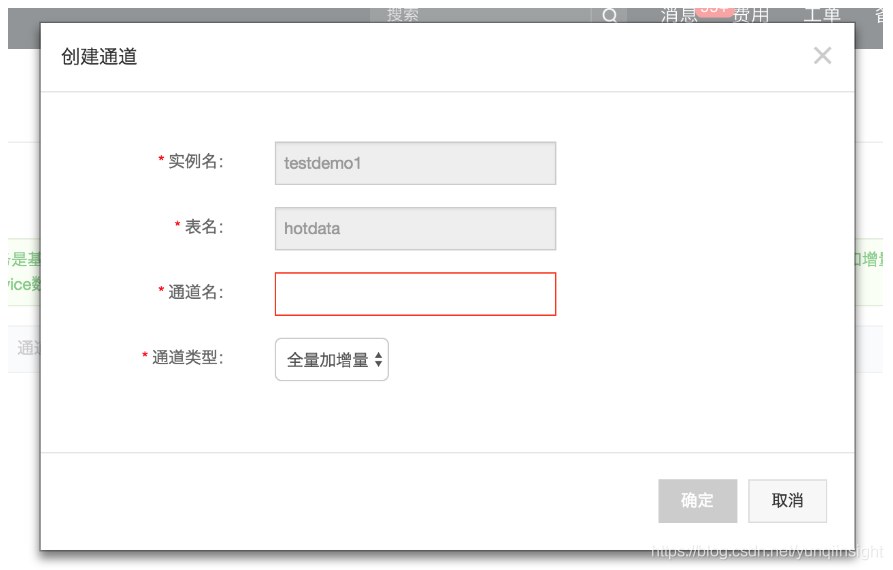 搜索
消息 99+ 费用 工单
创建通道
* 实例名： testdemo1
* 表名： hotdata
* 通道名：
* 通道类型： 全量加增量
是基
加增量
vice数
通道
确定 取消
https://blog.csdn.net/yunqiinsight